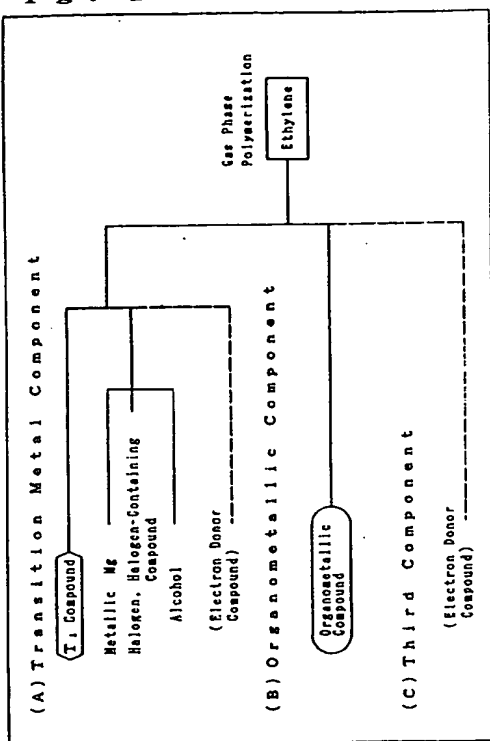 (A) Transition Metal Component
Ti Compound
Metallic Mg
Halogen, Halogen-Containing
Compound
Alcohol
(Electron Donor
Compound)
Gas Phase
Polymerization
Ethylene
(B) Organometallic Component
Organometallic
Compound
(C) Third Component
(Electron Donor
Compound)